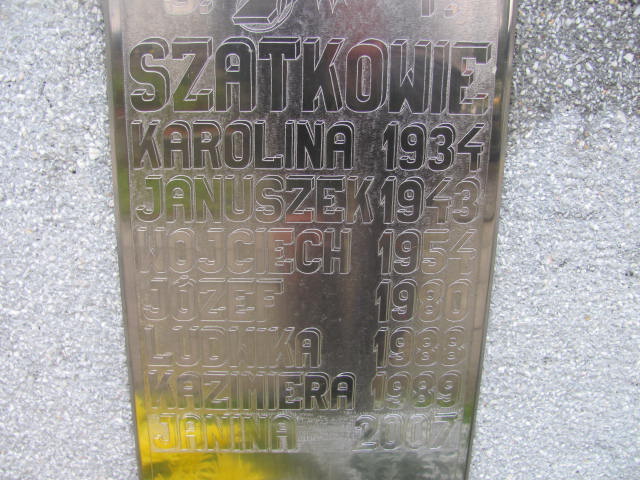 Ś. P.
SZATKOWIE
KAROLINA 1934
JANUSZEK 1943
WOJCIECH 1954
JÓZEF 1980
LUDWIKA 1988
KAZIMIERA 1989
JANINA 2007